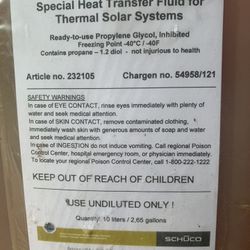 Special Heat Transfer Fluid for
Thermal Solar Systems
Ready-to-use Propylene Glycol, Inhibited
Freezing Point -40°C / -40F
Contains propane – 1.2 diol - not injurious to health
Article no. 232105 Chargen no. 54958/121
SAFETY WARNINGS
In case of EYE CONTACT, rinse eyes immediately with plenty of
water and seek medical attention.
In case of SKIN CONTACT, remove contaminated clothing,
Immediately wash skin with generous amounts of soap and water
and seek medical attention.
In case of INGESTION do not induce vomiting. Call regional Poison
Control Center, hospital emergency room, or physician immediately.
To locate your regional Poison Control Center, call 1-800-222-1222
KEEP OUT OF REACH OF CHILDREN
USE UNDILUTED ONLY !
Quantity: 10 liters / 2,65 gallons
SCHÜCO